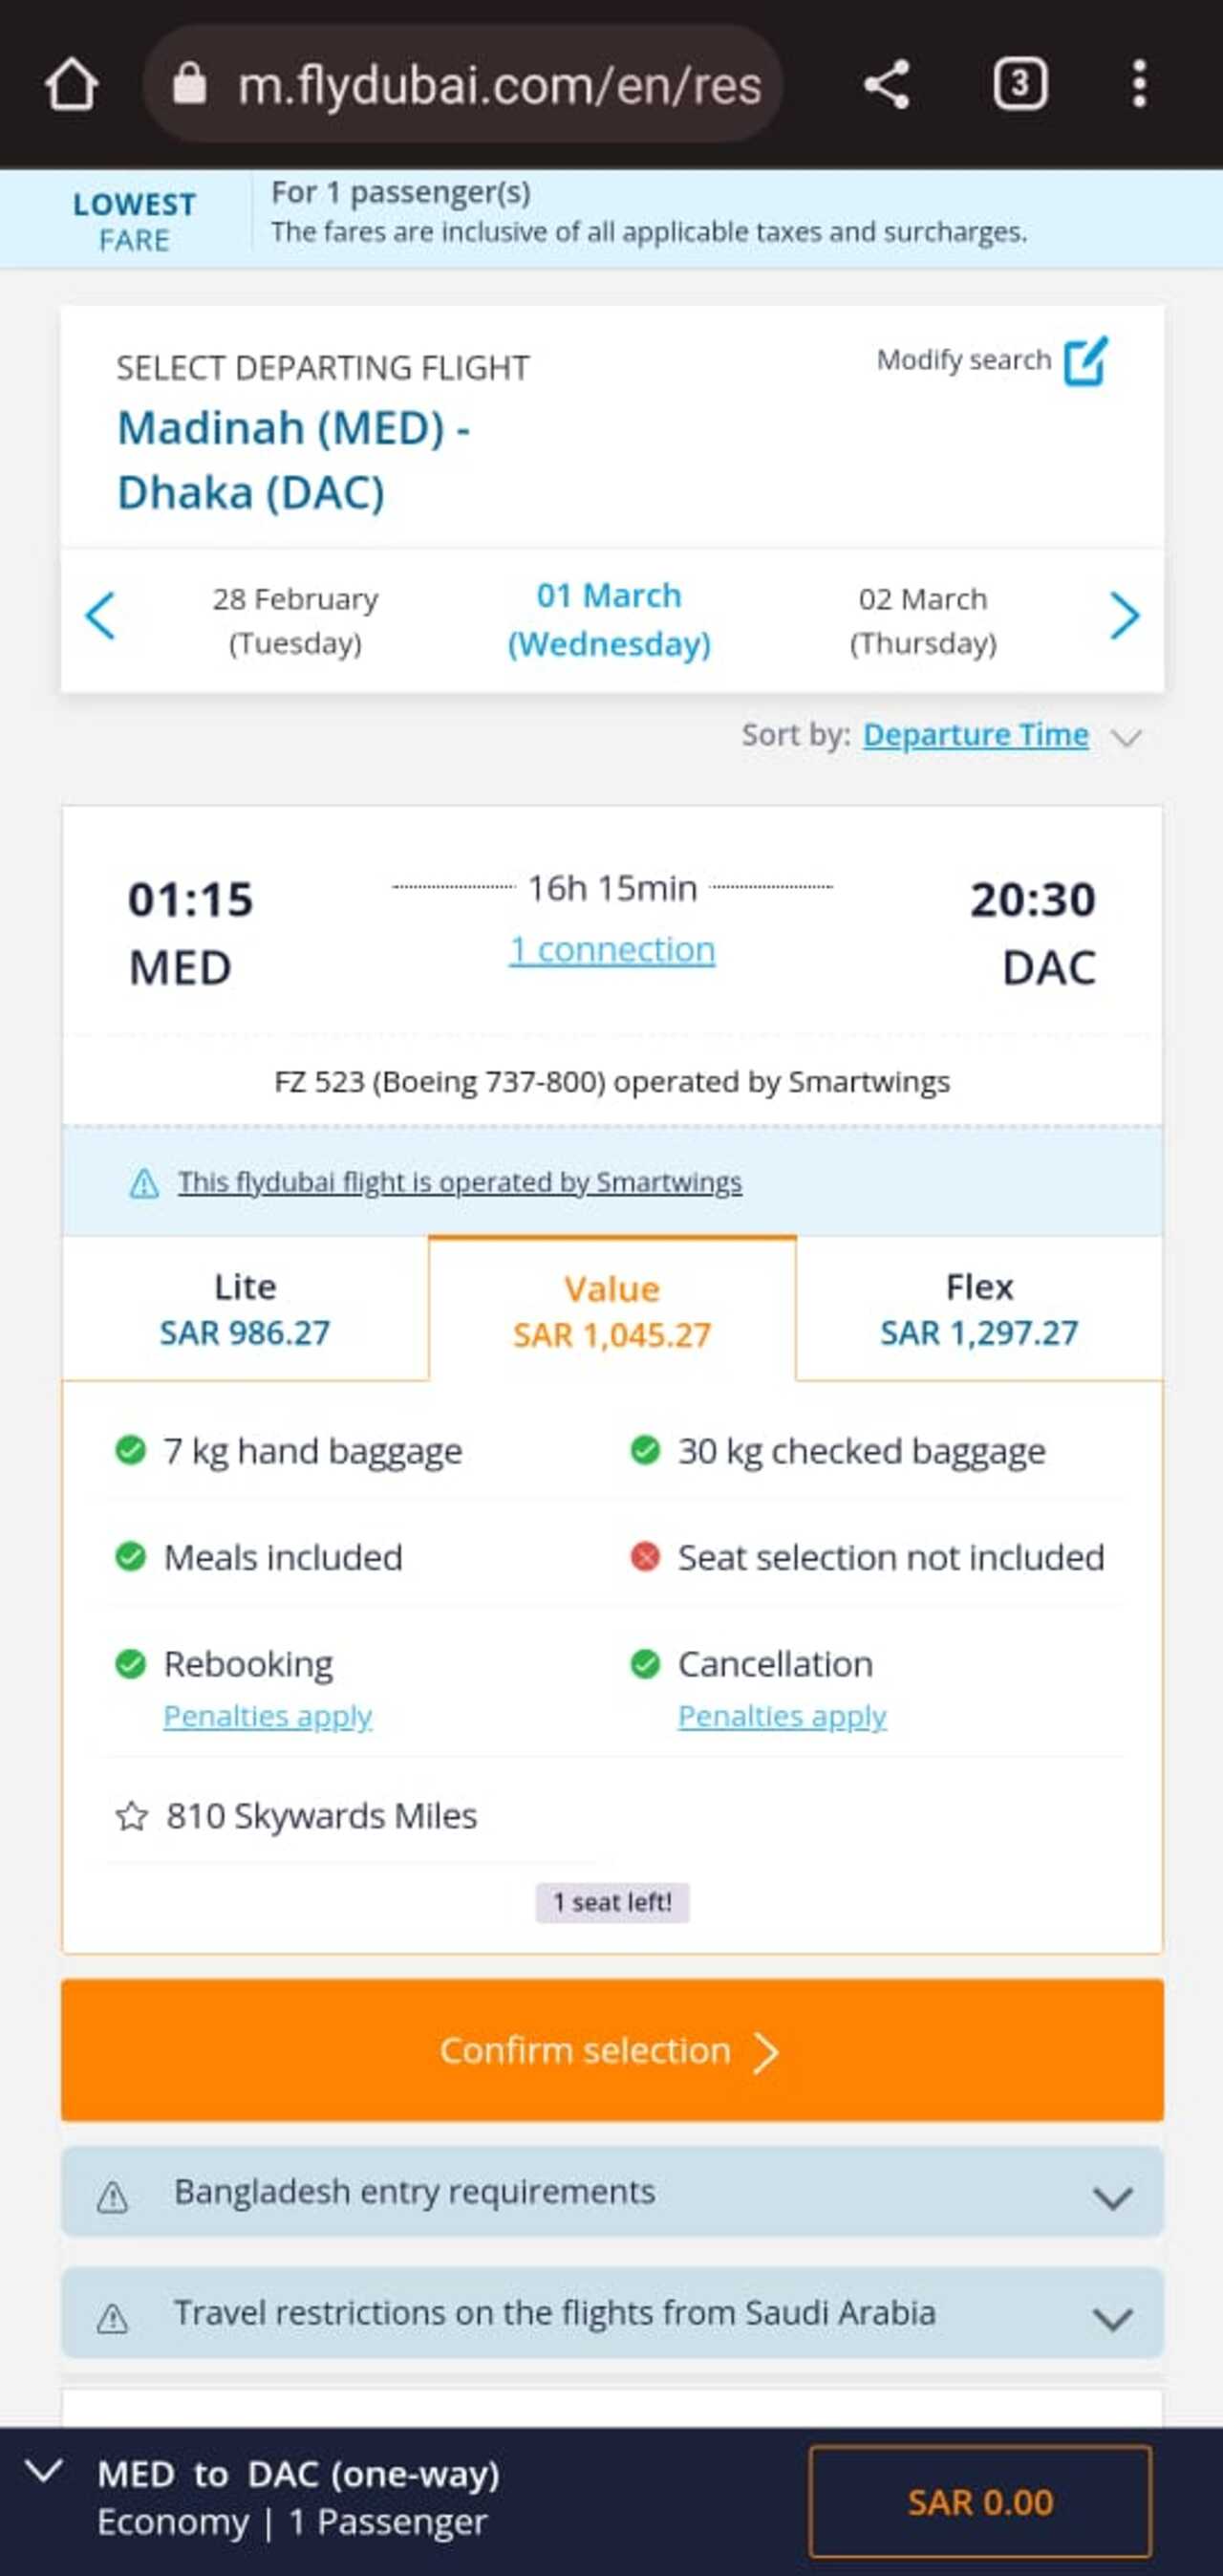 m.flydubai.com/en/res
3
LOWEST
FARE
For 1 passenger(s)
The fares are inclusive of all applicable taxes and surcharges.
SELECT DEPARTING FLIGHT
Modify search
Madinah (MED) -
Dhaka (DAC)
28 February
(Tuesday)
01 March
(Wednesday)
02 March
(Thursday)
Sort by: Departure Time
01:15
MED
16h 15min
1 connection
20:30
DAC
FZ 523 (Boeing 737-800) operated by Smartwings
This flydubai flight is operated by Smartwings
Lite
SAR 986.27
Value
SAR 1,045.27
Flex
SAR 1,297.27
7 kg hand baggage
30 kg checked baggage
Meals included
Seat selection not included
Rebooking
Penalties apply
Cancellation
Penalties apply
810 Skywards Miles
1 seat left!
Confirm selection
Bangladesh entry requirements
Travel restrictions on the flights from Saudi Arabia
MED to DAC (one-way)
Economy | 1 Passenger
SAR 0.00